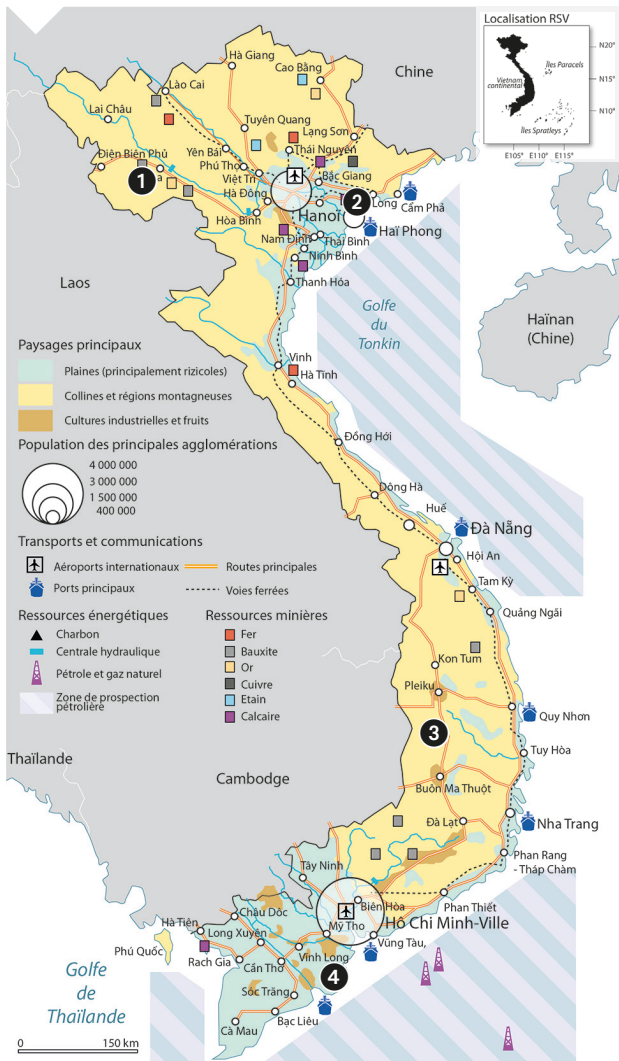 Localisation RSV
N20°
Îles Paracels
Vietnam
continental
N15°
N10°
Îles Spratleys
E105° E110° E115°
Chine
Hà Giang
Cao Bằng
Lào Cai
Lai Châu
Tuyên Quang
Lạng Sơn
Điện Biên Phủ
Yên Bái
Thái Nguyên
Phú Thọ
Việt Trì
Bắc Giang
1
2
Hà Đông
Long
Cẩm Phả
Hòa Bình
Hanoï
Haï Phong
Nam Định
Thái Bình
Ninh Bình
Thanh Hóa
Laos
Golfe
du
Tonkin
Haïnan
(Chine)
Paysages principaux
Plaines (principalement rizicoles)
Collines et régions montagneuses
Cultures industrielles et fruits
Vinh
Hà Tĩnh
Population des principales agglomérations
4 000 000
3 000 000
1 500 000
400 000
Đồng Hới
Dông Hà
Huế
Đà Nẵng
Transports et communications
Aéroports internationaux
Routes principales
Ports principaux
Voies ferrées
Hội An
Tam Kỳ
Quảng Ngãi
Ressources énergétiques
Charbon
Centrale hydraulique
Pétrole et gaz naturel
Zone de prospection
pétrolière
Ressources minières
Fer
Bauxite
Or
Cuivre
Etain
Calcaire
Kon Tum
Pleiku
Quy Nhơn
3
Tuy Hòa
Thaïlande
Cambodge
Buôn Ma Thuột
Đà Lạt
Nha Trang
Phan Rang
- Tháp Chàm
Tây Ninh
Phan Thiết
Biên Hòa
Hô Chi Minh-Ville
Mỹ Tho
Vũng Tàu,
Châu Dốc
Hà Tiên
Long Xuyên
Phú Quốc
Rach Gia
Cần Thơ
Vĩnh Long
4
Sóc Trăng
Bạc Liêu
Cà Mau
Golfe
de
Thaïlande
0 150 km